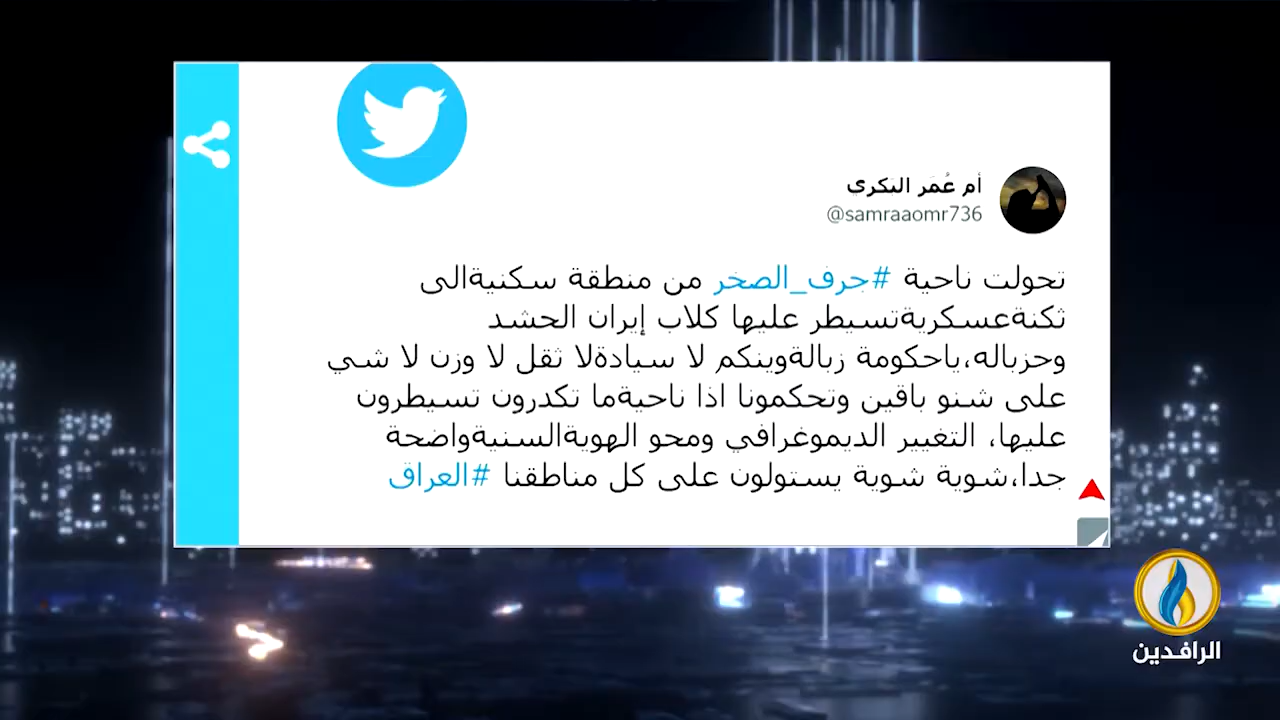 أم عُمَر البَكري
@samraaomr736
تحولت ناحية #جرف_الصخر من منطقة سكنيةالى
ثكنةعسكريةتسيطر عليها كلاب إيران الحشد
وحزباله،ياحكومة زبالةوينكم لا سيادةلا ثقل لا وزن لا شي
على شنو باقين وتحكمونا اذا ناحيةما تكدرون تسيطرون
عليها، التغيير الديموغرافي ومحو الهويةالسنيةواضحة
جدا،شوية شوية يستولون على كل مناطقنا #العراق
الرافدين